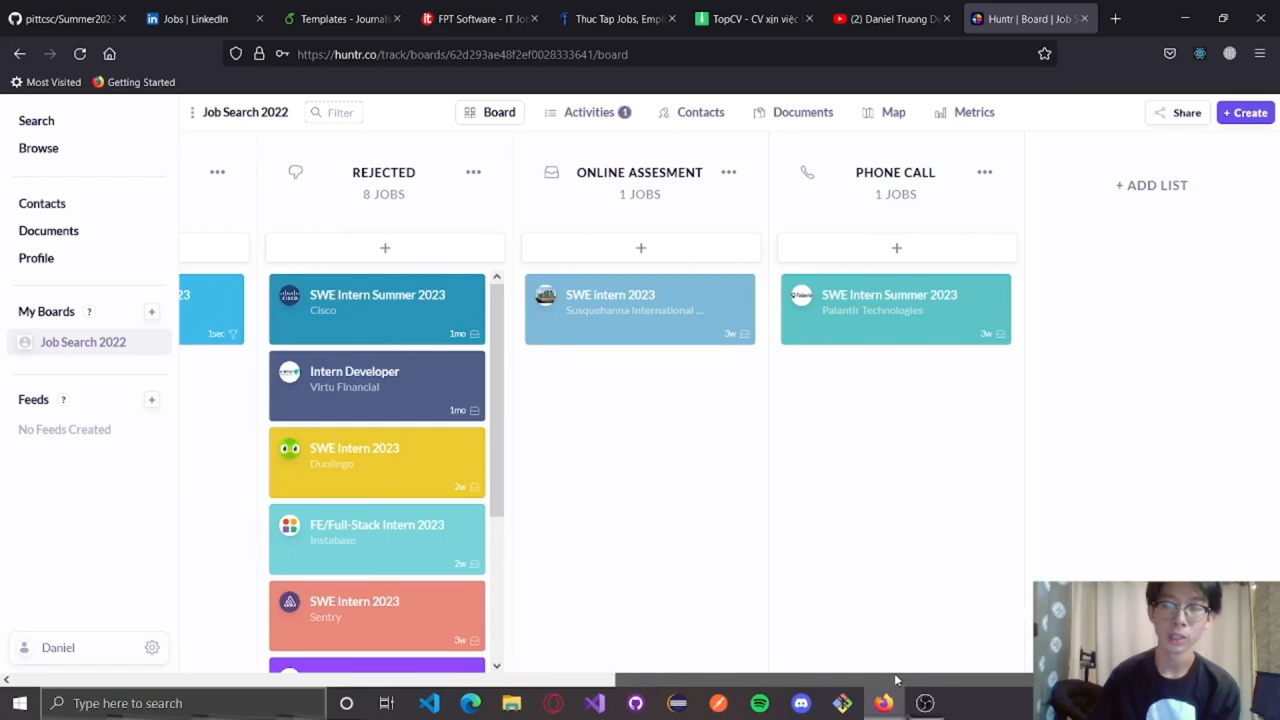 pittcsc/Summer2023
Jobs | LinkedIn
Templates - Journals
FPT Software - IT Jo
Thuc Tap Jobs, Empl
TopCV - CV xịn việc
(2) Daniel Truong De
Huntr | Board | Job S
https://huntr.co/track/boards/62d293ae48f2ef0028333641/board
Most Visited
Getting Started
Search
Browse
Contacts
Documents
Profile
My Boards ?
Job Search 2022
Feeds ?
No Feeds Created
Daniel
Job Search 2022
Filter
Board
Activities 1
Contacts
Documents
Map
Metrics
Share
+ Create
23
1sec
REJECTED
8 JOBS
SWE Intern Summer 2023
Cisco
1mo
Intern Developer
Virtu Financial
1mo
SWE Intern 2023
Duolingo
2w
FE/Full-Stack Intern 2023
Instabase
2w
SWE Intern 2023
Sentry
3w
ONLINE ASSESMENT
1 JOBS
SWE intern 2023
Susquehanna International ...
3w
PHONE CALL
1 JOBS
SWE Intern Summer 2023
Palantir Technologies
3w
+ ADD LIST
Type here to search